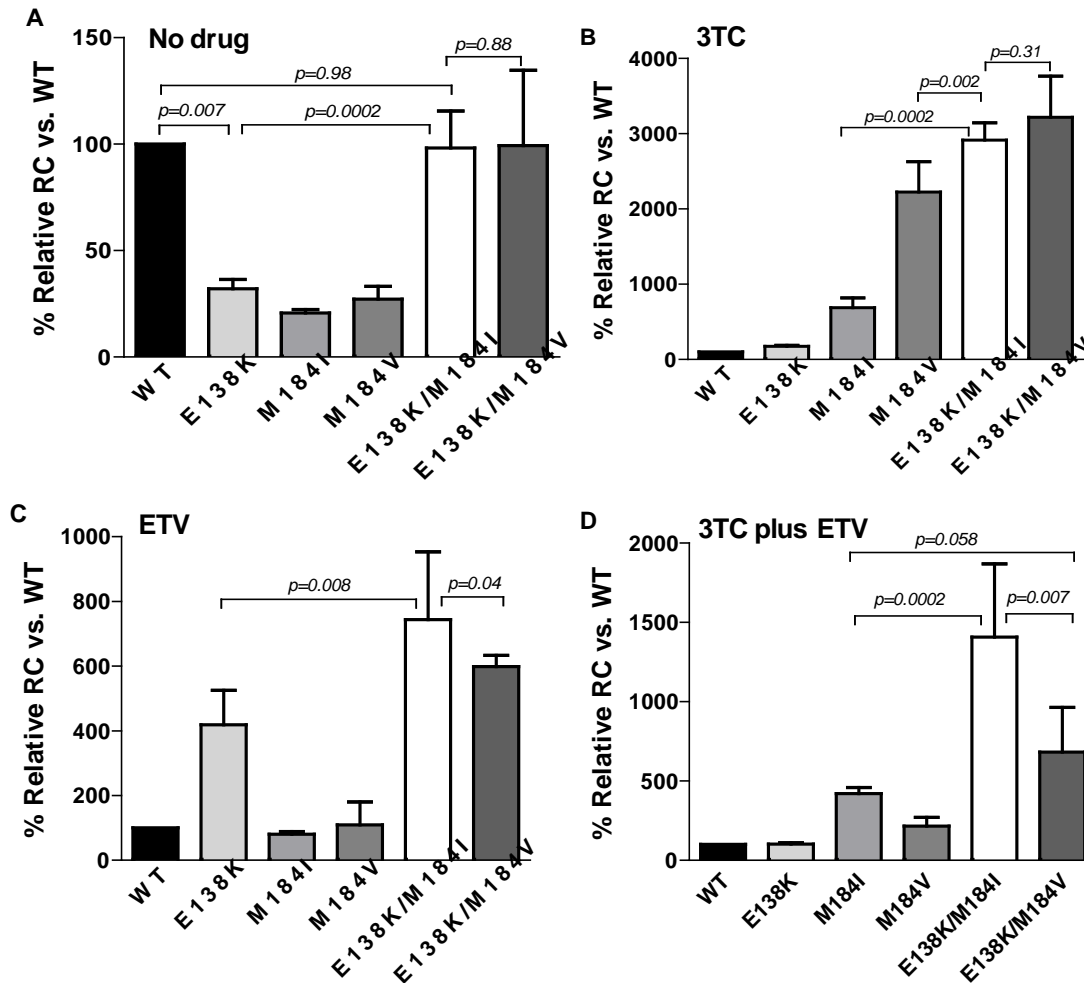 A
No drug
% Relative RC vs. WT
150
100
50
0
p=0.88
p=0.98
p=0.007
p=0.0002
WT
E138K
M184I
M184V
E138K/M184I
E138K/M184V
B
3TC
% Relative RC vs. WT
4000
3000
2000
1000
0
p=0.31
p=0.002
p=0.0002
WT
E138K
M184I
M184V
E138K/M184I
E138K/M184V
C
ETV
% Relative RC vs. WT
1000
800
600
400
200
0
p=0.008
p=0.04
WT
E138K
M184I
M184V
E138K/M184I
E138K/M184V
D
3TC plus ETV
% Relative RC vs. WT
2000
1500
1000
500
0
p=0.058
p=0.0002
p=0.007
WT
E138K
M184I
M184V
E138K/M184I
E138K/M184V